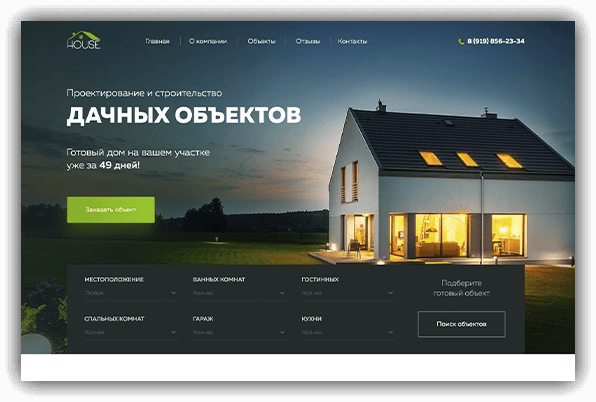 HOUSE
Главная
О компании
Объекты
Отзывы
Контакты
8 (919) 856-23-34
Проектирование и строительство
ДАЧНЫХ ОБЪЕКТОВ
Готовый дом на вашем участке
уже за 49 дней!
Заказать объект
МЕСТОПОЛОЖЕНИЕ
ВАННЫХ КОМНАТ
ГОСТИННЫХ
Любое
Кол-во
Кол-во
СПАЛЬНЫХ КОМНАТ
ГАРАЖ
КУХНИ
Кол-во
Кол-во
Кол-во
Подберите
готовый объект
Поиск объектов